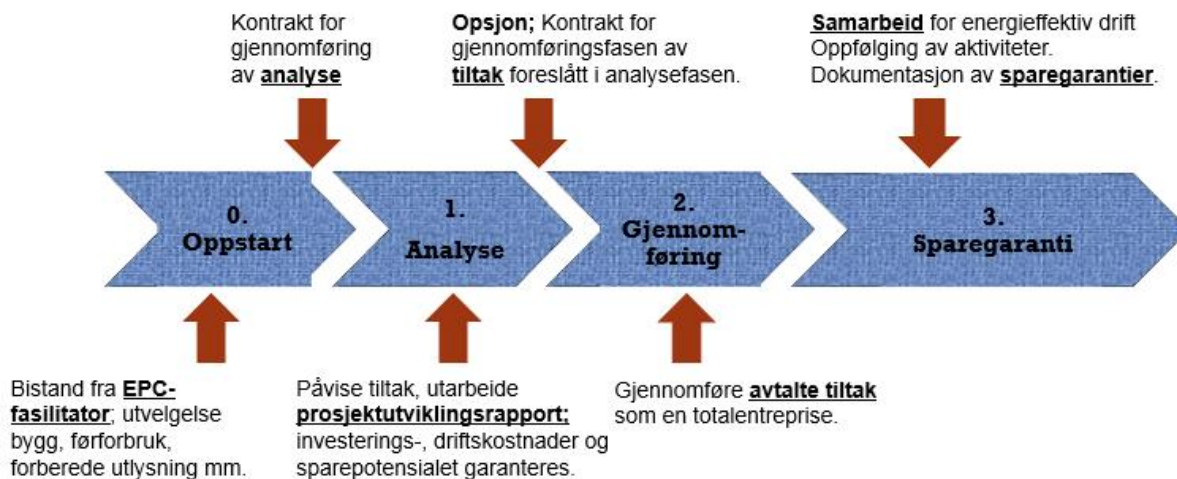 Kontrakt for
gjennomføring
av analyse
Opsjon; Kontrakt for
gjennomføringsfasen av
tiltak foreslått i analysefasen.
Samarbeid for energieffektiv drift
Oppfølging av aktiviteter.
Dokumentasjon av sparegarantier.
0.
Oppstart
1.
Analyse
2.
Gjennom-
føring
3.
Sparegaranti
Bistand fra EPC-
fasilitator; utvelgelse
bygg, førforbruk,
forberede utlysning mm.
Påvise tiltak, utarbeide
prosjektutviklingsrapport;
investerings-, driftskostnader og
sparepotensialet garanteres.
Gjennomføre avtalte tiltak
som en totalentreprise.